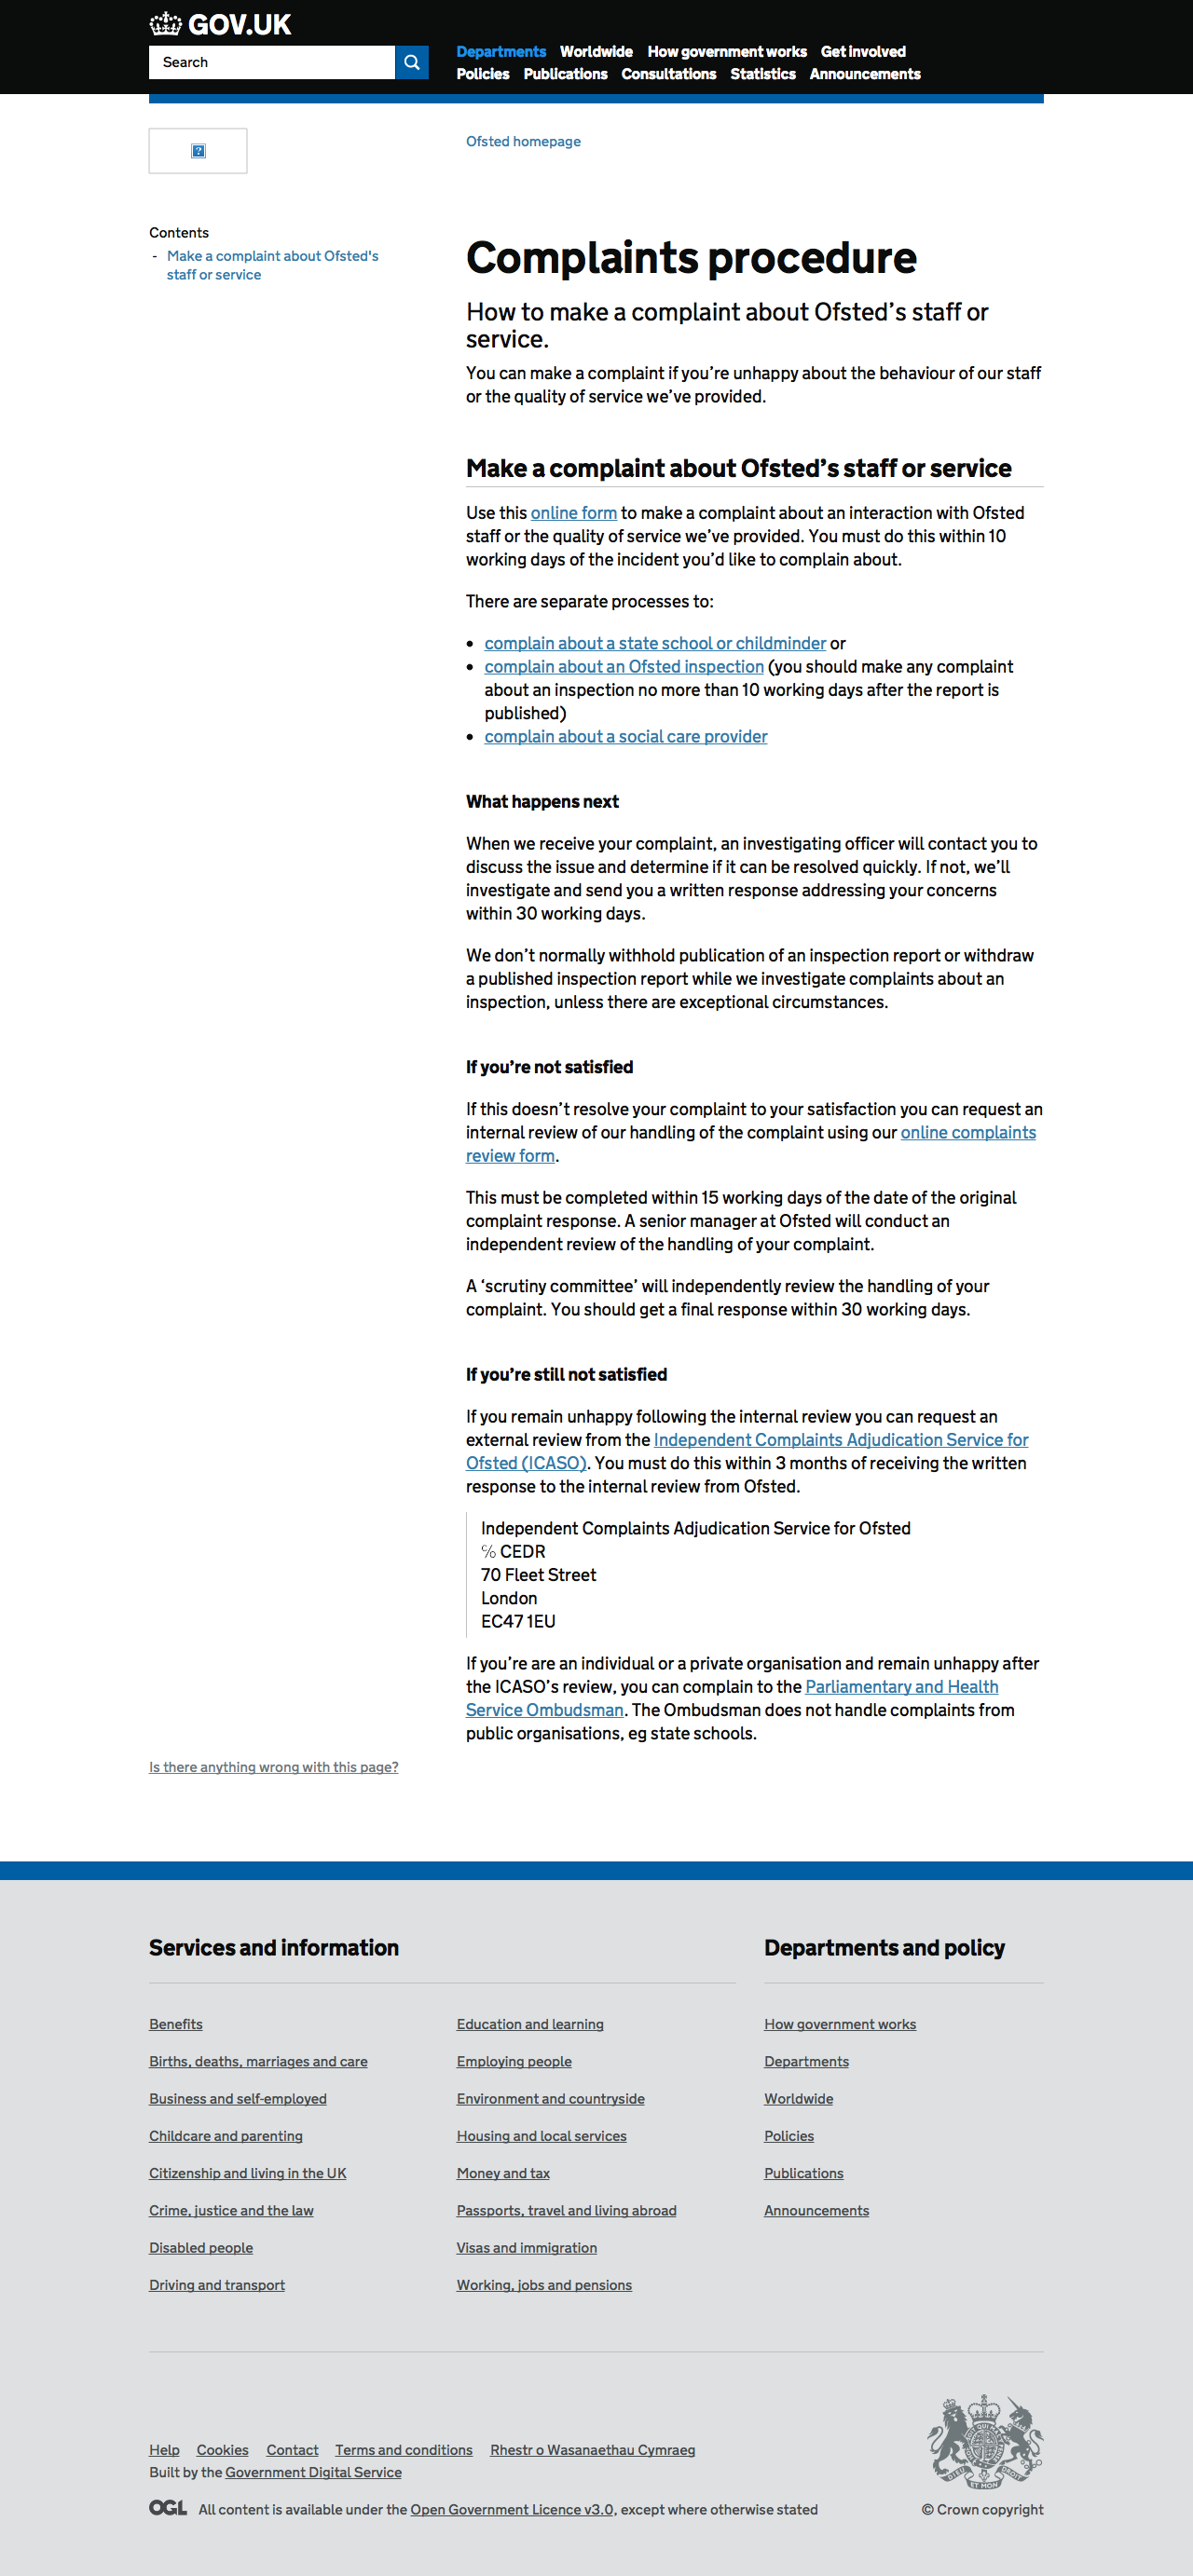 GOV.UK
Search
Departments Worldwide How government works Get involved
Policies Publications Consultations Statistics Announcements
Ofsted homepage
Contents
- Make a complaint about Ofsted's
staff or service
Complaints procedure
How to make a complaint about Ofsted’s staff or
service.
You can make a complaint if you’re unhappy about the behaviour of our staff
or the quality of service we’ve provided.
Make a complaint about Ofsted’s staff or service
Use this online form to make a complaint about an interaction with Ofsted
staff or the quality of service we’ve provided. You must do this within 10
working days of the incident you’d like to complain about.
There are separate processes to:
• complain about a state school or childminder or
• complain about an Ofsted inspection (you should make any complaint
about an inspection no more than 10 working days after the report is
published)
• complain about a social care provider
What happens next
When we receive your complaint, an investigating officer will contact you to
discuss the issue and determine if it can be resolved quickly. If not, we’ll
investigate and send you a written response addressing your concerns
within 30 working days.
We don’t normally withhold publication of an inspection report or withdraw
a published inspection report while we investigate complaints about an
inspection, unless there are exceptional circumstances.
If you’re not satisfied
If this doesn’t resolve your complaint to your satisfaction you can request an
internal review of our handling of the complaint using our online complaints
review form.
This must be completed within 15 working days of the date of the original
complaint response. A senior manager at Ofsted will conduct an
independent review of the handling of your complaint.
A ‘scrutiny committee’ will independently review the handling of your
complaint. You should get a final response within 30 working days.
If you’re still not satisfied
If you remain unhappy following the internal review you can request an
external review from the Independent Complaints Adjudication Service for
Ofsted (ICASO). You must do this within 3 months of receiving the written
response to the internal review from Ofsted.
Independent Complaints Adjudication Service for Ofsted
℅ CEDR
70 Fleet Street
London
EC47 1EU
If you’re are an individual or a private organisation and remain unhappy after
the ICASO’s review, you can complain to the Parliamentary and Health
Service Ombudsman. The Ombudsman does not handle complaints from
public organisations, eg state schools.
Is there anything wrong with this page?
Services and information
Benefits
Births, deaths, marriages and care
Business and self-employed
Childcare and parenting
Citizenship and living in the UK
Crime, justice and the law
Disabled people
Driving and transport
Education and learning
Employing people
Environment and countryside
Housing and local services
Money and tax
Passports, travel and living abroad
Visas and immigration
Working, jobs and pensions
Departments and policy
How government works
Departments
Worldwide
Policies
Publications
Announcements
Help Cookies Contact Terms and conditions Rhestr o Wasanaethau Cymraeg
Built by the Government Digital Service
OGL All content is available under the Open Government Licence v3.0, except where otherwise stated
© Crown copyright